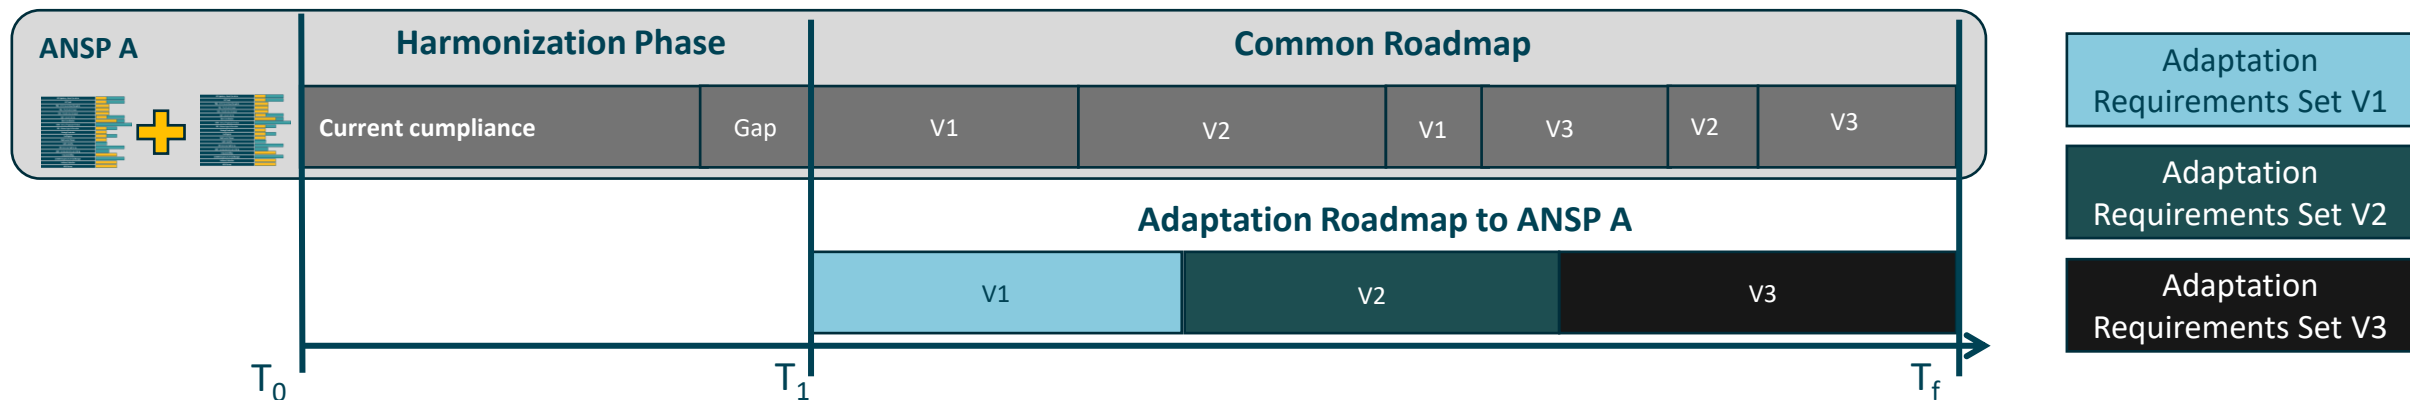 ANSP A
Harmonization Phase
Common Roadmap
Current cumpliance
Gap
V1
V2
V1
V3
V2
V3
Adaptation Roadmap to ANSP A
V1
V2
V3
T₀
T₁
T_f
Adaptation
Requirements Set V1
Adaptation
Requirements Set V2
Adaptation
Requirements Set V3